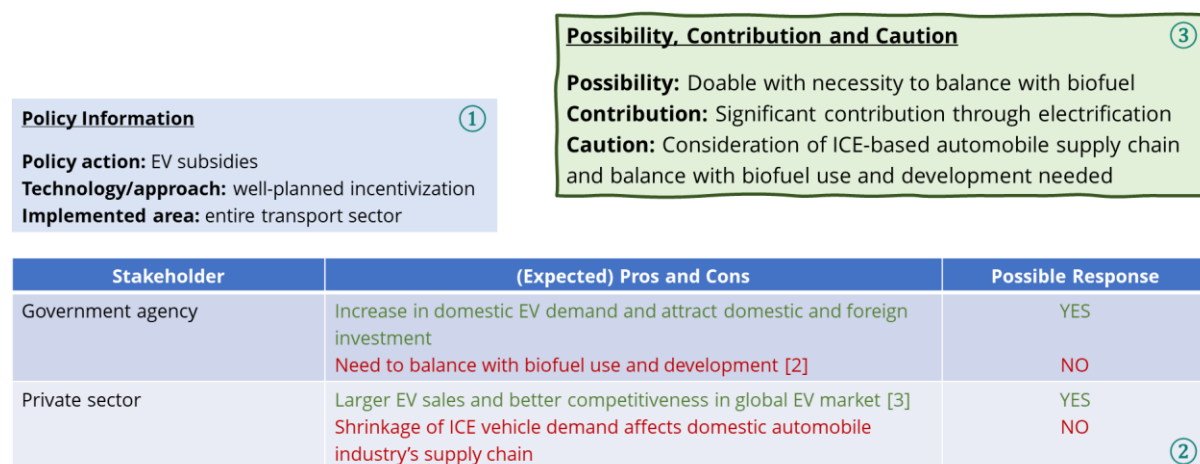 Possibility, Contribution and Caution ③
Possibility: Doable with necessity to balance with biofuel
Contribution: Significant contribution through electrification
Caution: Consideration of ICE-based automobile supply chain
and balance with biofuel use and development needed
Policy Information ①
Policy action: EV subsidies
Technology/approach: well-planned incentivization
Implemented area: entire transport sector
Stakeholder (Expected) Pros and Cons Possible Response
Government agency Increase in domestic EV demand and attract domestic and foreign YES
investment
Need to balance with biofuel use and development [2] NO
Private sector Larger EV sales and better competitiveness in global EV market [3] YES
Shrinkage of ICE vehicle demand affects domestic automobile NO
industry's supply chain ②